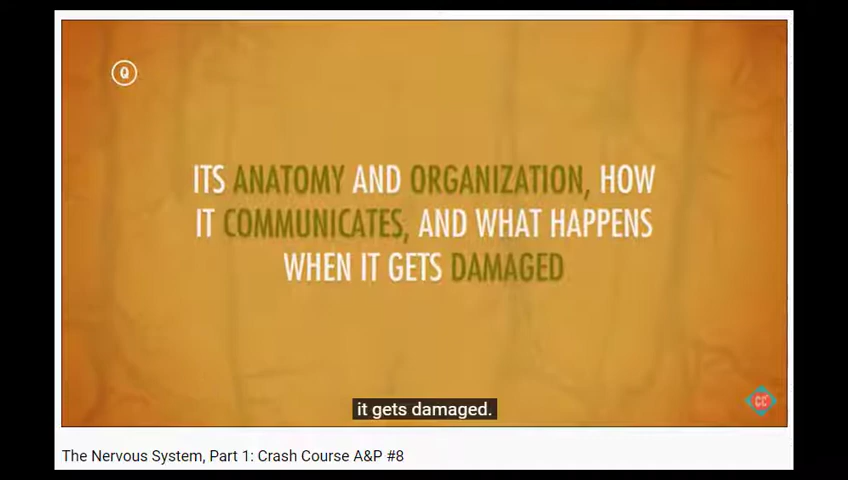 Q
ITS ANATOMY AND ORGANIZATION, HOW
IT COMMUNICATES, AND WHAT HAPPENS
WHEN IT GETS DAMAGED
CC
it gets damaged.
The Nervous System, Part 1: Crash Course A&P #8